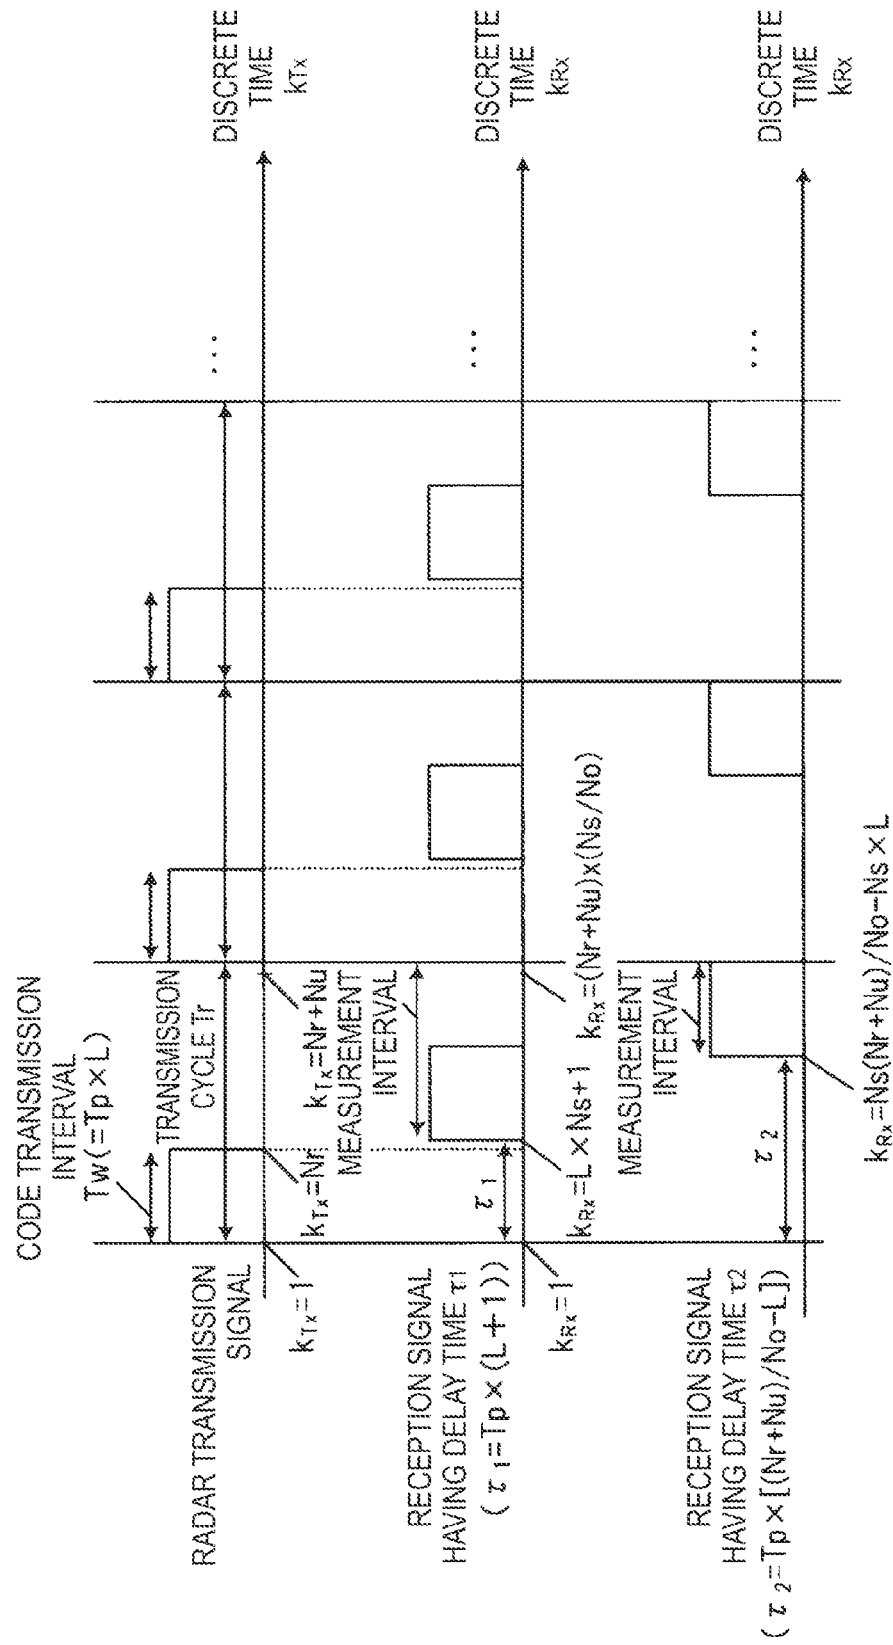 CODE TRANSMISSION
INTERVAL
Tw(=Tp×L)
TRANSMISSION
CYCLE Tr
RADAR TRANSMISSION
SIGNAL
kTx=1
kTx=Nr
kTx=Nr+Nu
...
DISCRETE
TIME
kTx
MEASUREMENT
INTERVAL
RECEPTION SIGNAL
HAVING DELAY TIME τ1
(τ1=Tp×(L+1))
τ1
kRx=1
kRx=L×Ns+1
kRx=(Nr+Nu)×(Ns/No)
...
DISCRETE
TIME
kRx
MEASUREMENT
INTERVAL
RECEPTION SIGNAL
HAVING DELAY TIME τ2
(τ2=Tp×[(Nr+Nu)/No-L])
τ2
kRx=Ns(Nr+Nu)/No-Ns×L
...
DISCRETE
TIME
kRx